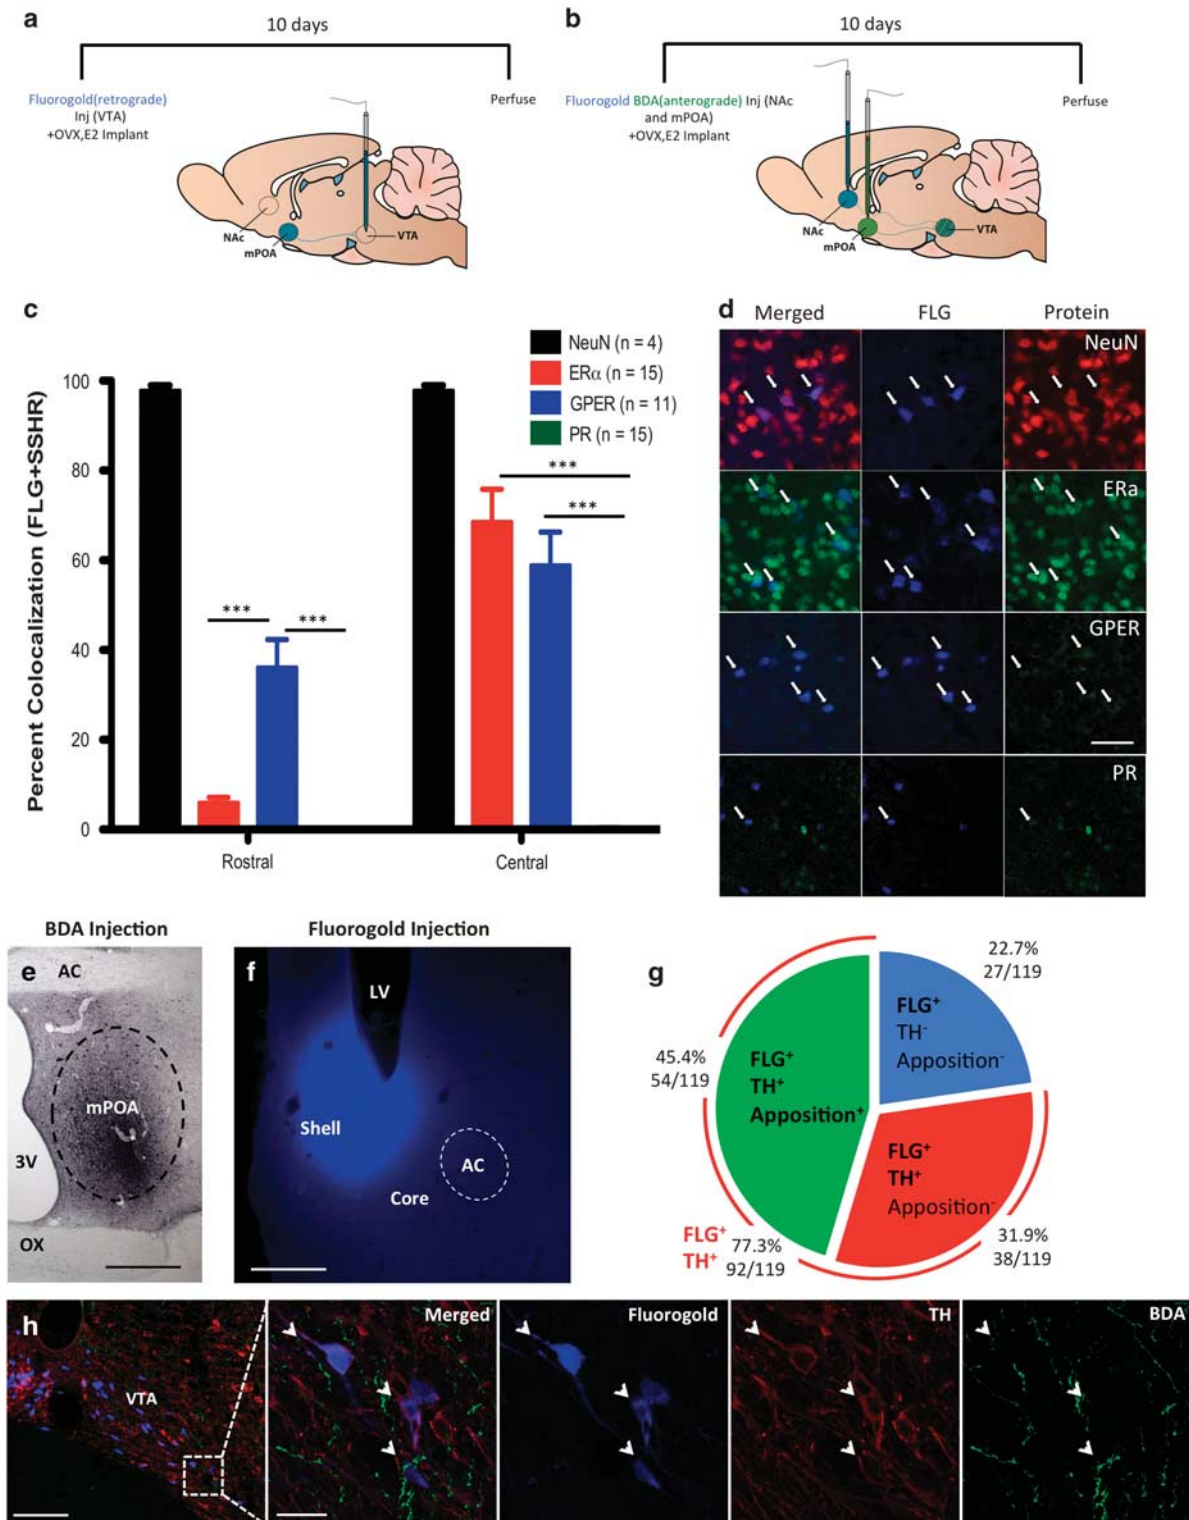 a
10 days
Fluorogold(retrograde)
Inj (VTA)
+OVX,E2 Implant
Perfuse
NAc
mPOA
VTA
b
10 days
Fluorogold BDA(anterograde) Inj (NAc
and mPOA)
+OVX,E2 Implant
Perfuse
NAc
mPOA
VTA
c
Percent Colocalization (FLG+SSHR)
100
80
60
40
20
0
NeuN (n = 4)
ERα (n = 15)
GPER (n = 11)
PR (n = 15)
***
***
***
***
Rostral
Central
d
Merged
FLG
Protein
NeuN
ERa
GPER
PR
BDA Injection
e
AC
mPOA
3V
OX
Fluorogold Injection
f
LV
Shell
AC
Core
g
22.7%
27/119
FLG⁺
TH⁻
Apposition⁻
45.4%
54/119
FLG⁺
TH⁺
Apposition⁺
FLG⁺
TH⁺
Apposition⁻
31.9%
38/119
FLG⁺
TH⁺
77.3%
92/119
h
VTA
Merged
Fluorogold
TH
BDA